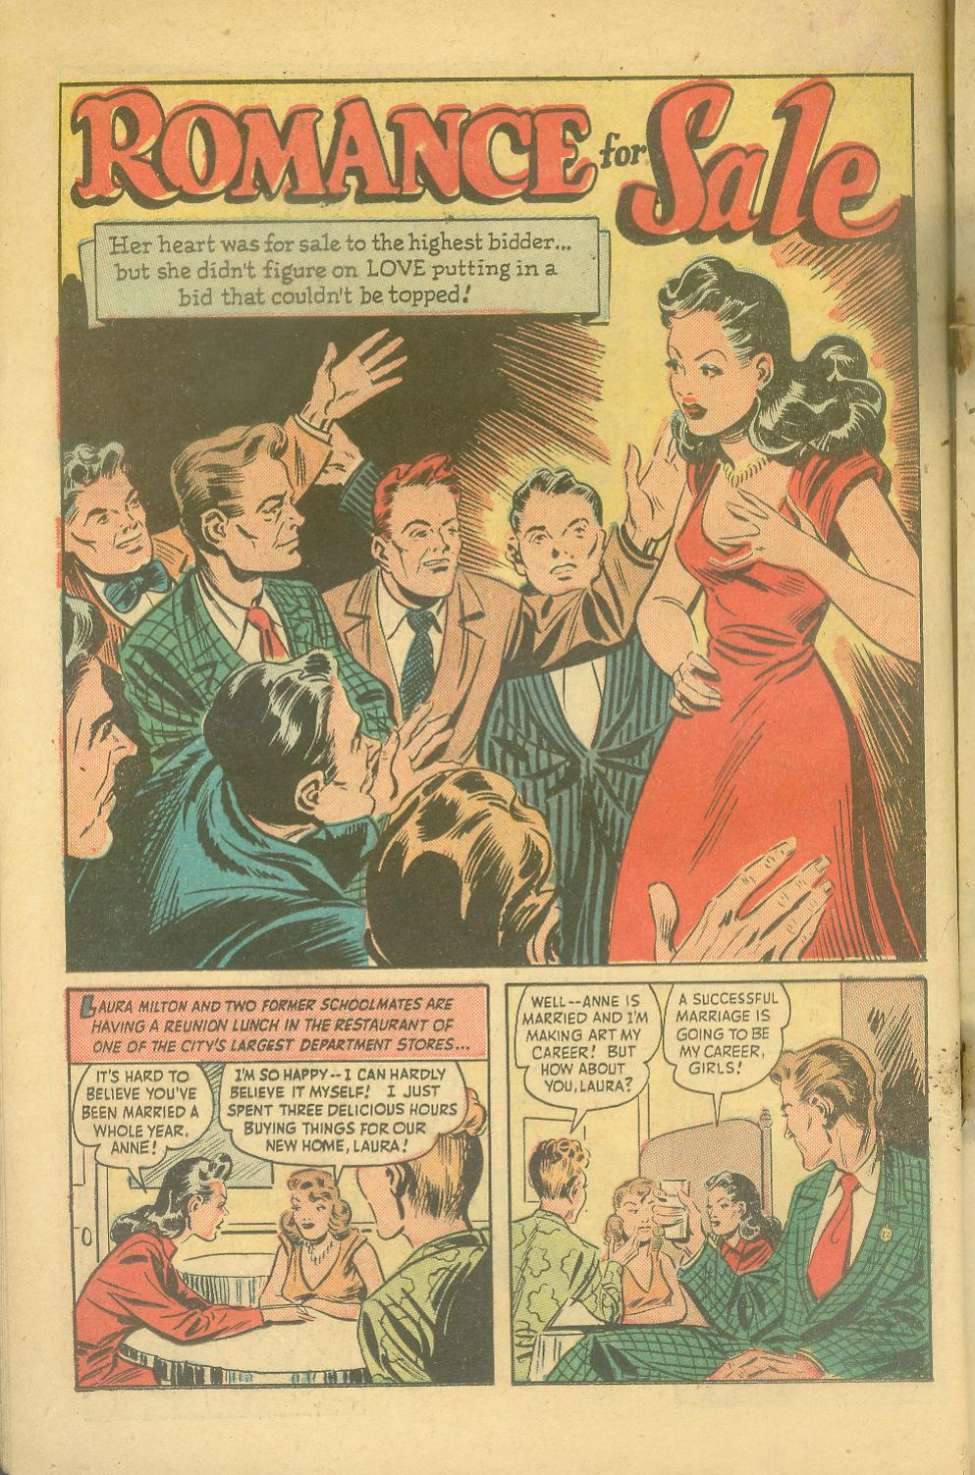 ROMANCE for Sale
Her heart was for sale to the highest bidder...
but she didn't figure on LOVE putting in a
bid that couldn't be topped!
LAURA MILTON AND TWO FORMER SCHOOLMATES ARE
HAVING A REUNION LUNCH IN THE RESTAURANT OF
ONE OF THE CITY'S LARGEST DEPARTMENT STORES...
IT'S HARD TO
BELIEVE YOU'VE
BEEN MARRIED A
WHOLE YEAR,
ANNE!
I'M SO HAPPY--I CAN HARDLY
BELIEVE IT MYSELF! I JUST
SPENT THREE DELICIOUS HOURS
BUYING THINGS FOR OUR
NEW HOME, LAURA!
WELL--ANNE IS
MARRIED AND I'M
MAKING ART MY
CAREER! BUT
HOW ABOUT
YOU, LAURA?
A SUCCESSFUL
MARRIAGE IS
GOING TO BE
MY CAREER,
GIRLS!